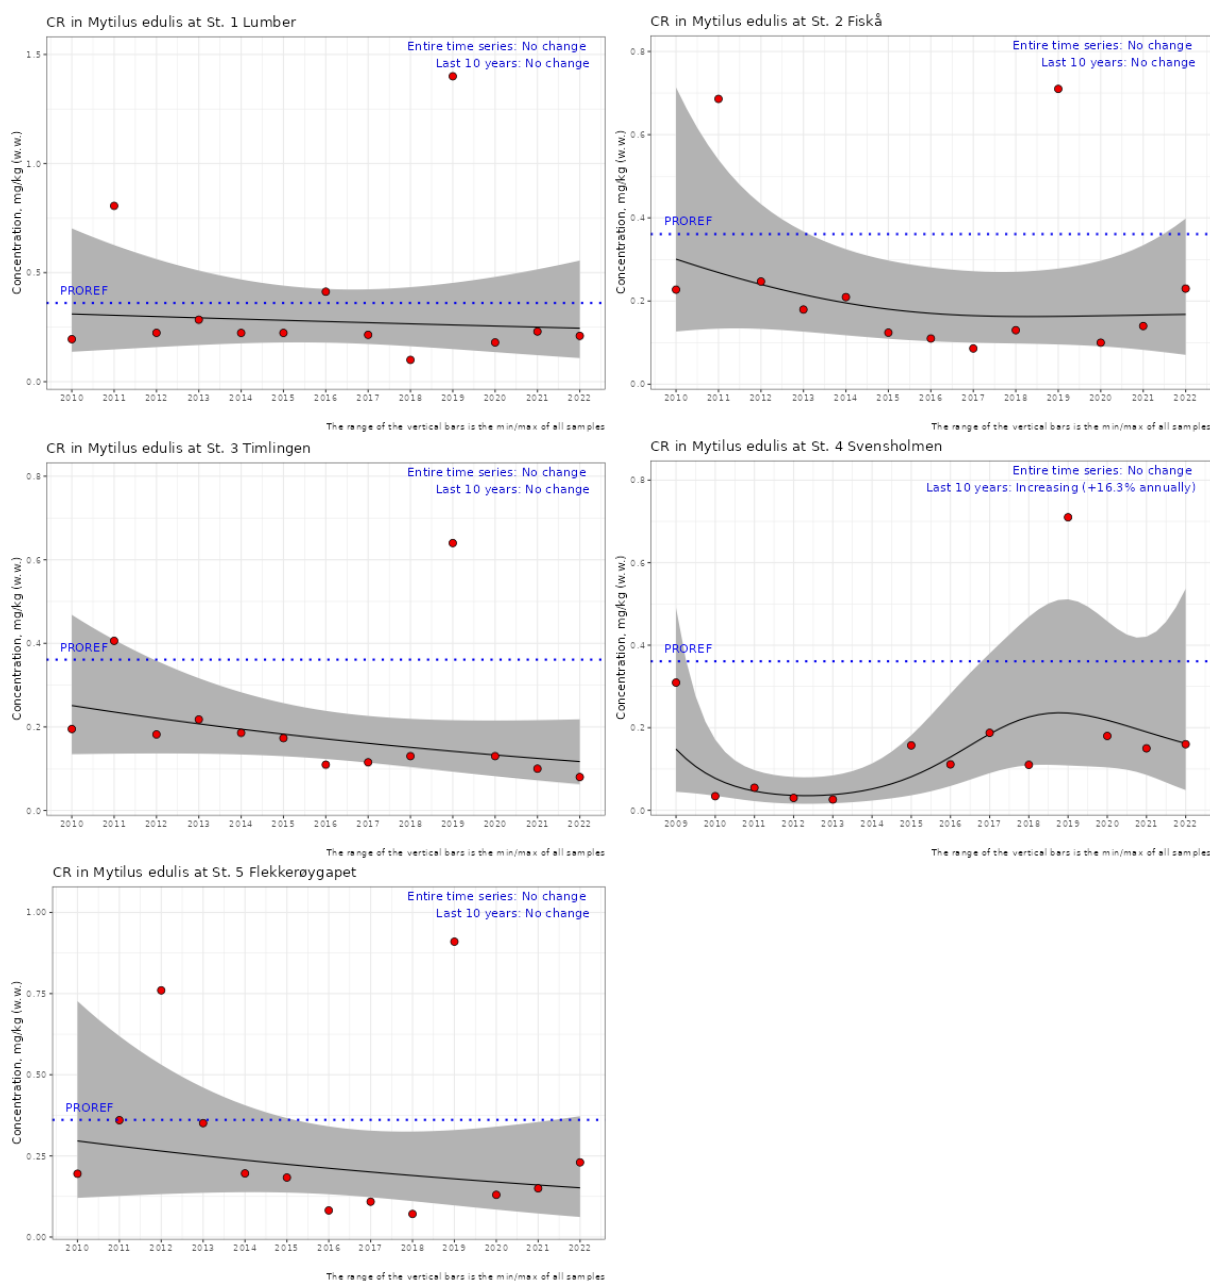 CR in Mytilus edulis at St. 1 Lumber
Entire time series: No change
Last 10 years: No change
Concentration, mg/kg (w.w.)
1.5
1.0
0.5
0.0
PROREF
2010 2011 2012 2013 2014 2015 2016 2017 2018 2019 2020 2021 2022
The range of the vertical bars is the min/max of all samples
CR in Mytilus edulis at St. 2 Fiskå
Entire time series: No change
Last 10 years: No change
Concentration, mg/kg (w.w.)
0.8
0.6
0.4
0.2
0.0
PROREF
2010 2011 2012 2013 2014 2015 2016 2017 2018 2019 2020 2021 2022
The range of the vertical bars is the min/max of all samples
CR in Mytilus edulis at St. 3 Timlingen
Entire time series: No change
Last 10 years: No change
Concentration, mg/kg (w.w.)
0.8
0.6
0.4
0.2
0.0
PROREF
2010 2011 2012 2013 2014 2015 2016 2017 2018 2019 2020 2021 2022
The range of the vertical bars is the min/max of all samples
CR in Mytilus edulis at St. 4 Svensholmen
Entire time series: No change
Last 10 years: Increasing (+16.3% annually)
Concentration, mg/kg (w.w.)
0.8
0.6
0.4
0.2
0.0
PROREF
2009 2010 2011 2012 2013 2014 2015 2016 2017 2018 2019 2020 2021 2022
The range of the vertical bars is the min/max of all samples
CR in Mytilus edulis at St. 5 Flekkerøygapet
Entire time series: No change
Last 10 years: No change
Concentration, mg/kg (w.w.)
1.00
0.75
0.50
0.25
0.00
PROREF
2010 2011 2012 2013 2014 2015 2016 2017 2018 2019 2020 2021 2022
The range of the vertical bars is the min/max of all samples